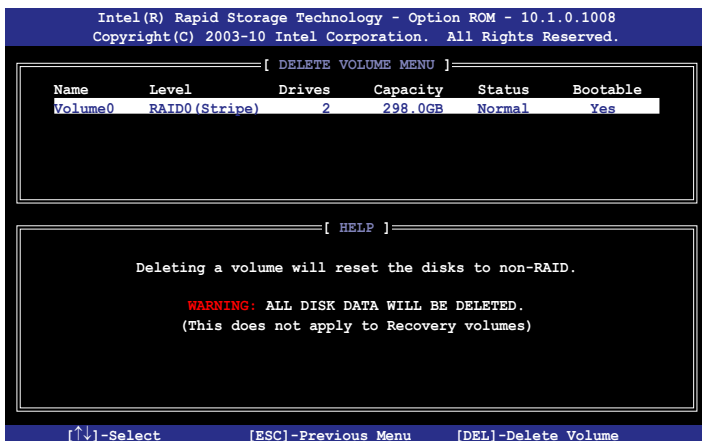 Intel(R) Rapid Storage Technology - Option ROM - 10.1.0.1008
Copyright(C) 2003-10 Intel Corporation. All Rights Reserved.
[ DELETE VOLUME MENU ]
Name Level Drives Capacity Status Bootable
Volume0 RAID0(Stripe) 2 298.0GB Normal Yes
[ HELP ]
Deleting a volume will reset the disks to non-RAID.
WARNING: ALL DISK DATA WILL BE DELETED.
(This does not apply to Recovery volumes)
[↑↓]-Select [ESC]-Previous Menu [DEL]-Delete Volume